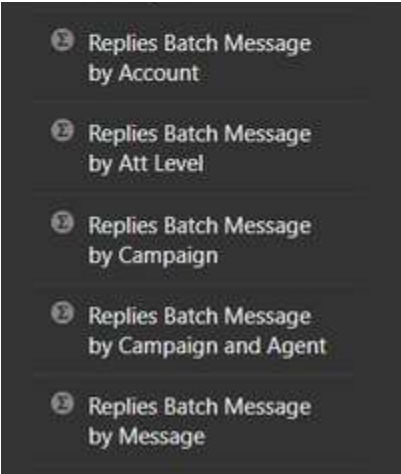 Replies Batch Message
by Account
Replies Batch Message
by Att Level
Replies Batch Message
by Campaign
Replies Batch Message
by Campaign and Agent
Replies Batch Message
by Message